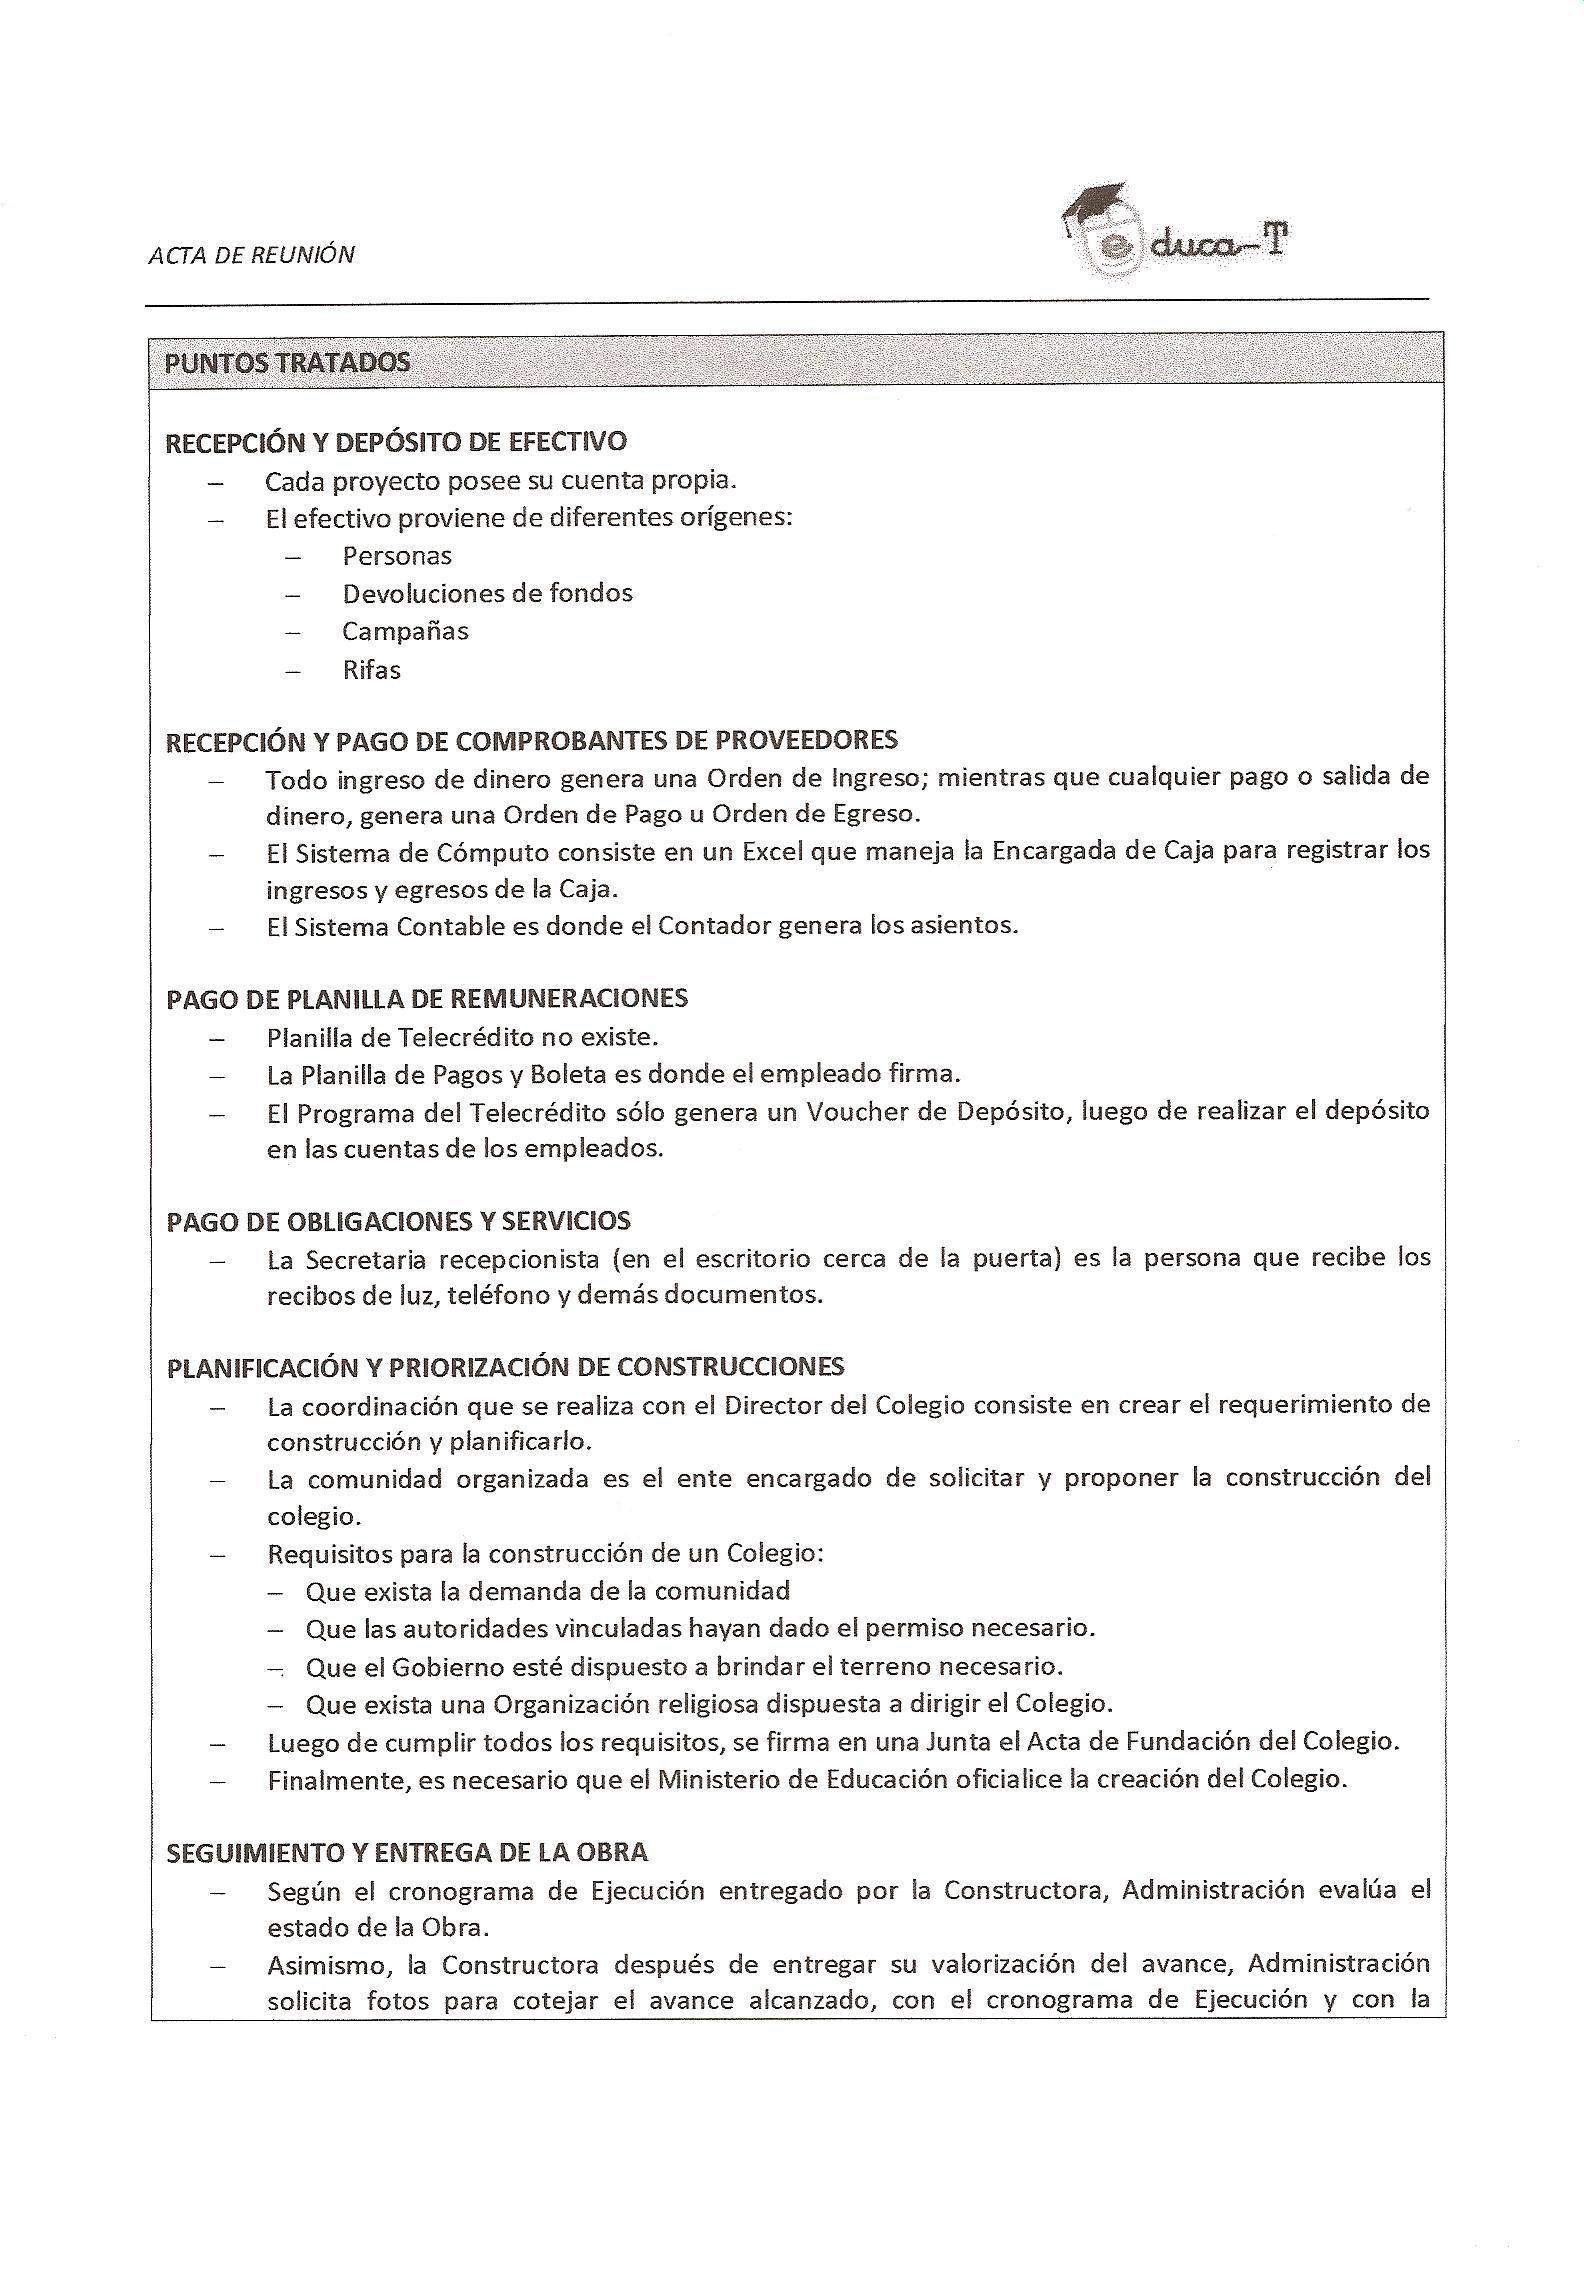 ACTA DE REUNIÓN
educa-T
PUNTOS TRATADOS
RECEPCIÓN Y DEPÓSITO DE EFECTIVO
– Cada proyecto posee su cuenta propia.
– El efectivo proviene de diferentes orígenes:
– Personas
– Devoluciones de fondos
– Campañas
– Rifas
RECEPCIÓN Y PAGO DE COMPROBANTES DE PROVEEDORES
– Todo ingreso de dinero genera una Orden de Ingreso; mientras que cualquier pago o salida de
dinero, genera una Orden de Pago u Orden de Egreso.
– El Sistema de Cómputo consiste en un Excel que maneja la Encargada de Caja para registrar los
ingresos y egresos de la Caja.
– El Sistema Contable es donde el Contador genera los asientos.
PAGO DE PLANILLA DE REMUNERACIONES
– Planilla de Telecrédito no existe.
– La Planilla de Pagos y Boleta es donde el empleado firma.
– El Programa del Telecrédito sólo genera un Voucher de Depósito, luego de realizar el depósito
en las cuentas de los empleados.
PAGO DE OBLIGACIONES Y SERVICIOS
– La Secretaria recepcionista (en el escritorio cerca de la puerta) es la persona que recibe los
recibos de luz, teléfono y demás documentos.
PLANIFICACIÓN Y PRIORIZACIÓN DE CONSTRUCCIONES
– La coordinación que se realiza con el Director del Colegio consiste en crear el requerimiento de
construcción y planificarlo.
– La comunidad organizada es el ente encargado de solicitar y proponer la construcción del
colegio.
– Requisitos para la construcción de un Colegio:
– Que exista la demanda de la comunidad
– Que las autoridades vinculadas hayan dado el permiso necesario.
– Que el Gobierno esté dispuesto a brindar el terreno necesario.
– Que exista una Organización religiosa dispuesta a dirigir el Colegio.
– Luego de cumplir todos los requisitos, se firma en una Junta el Acta de Fundación del Colegio.
– Finalmente, es necesario que el Ministerio de Educación oficialice la creación del Colegio.
SEGUIMIENTO Y ENTREGA DE LA OBRA
– Según el cronograma de Ejecución entregado por la Constructora, Administración evalúa el
estado de la Obra.
– Asimismo, la Constructora después de entregar su valorización del avance, Administración
solicita fotos para cotejar el avance alcanzado, con el cronograma de Ejecución y con la